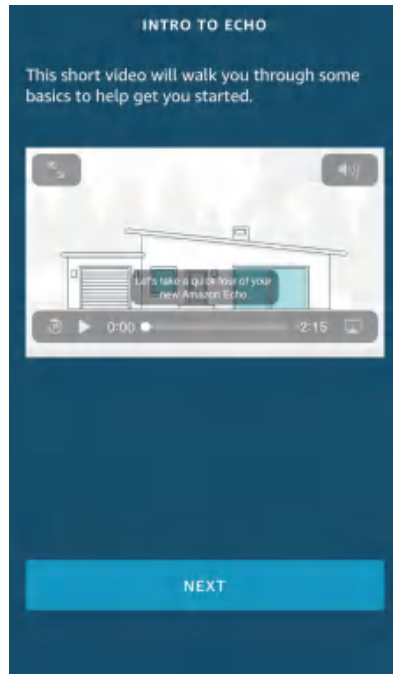 INTRO TO ECHO
This short video will walk you through some
basics to help get you started.
Let's take a quick tour of your
new Amazon Echo
0:00
-2:15
NEXT